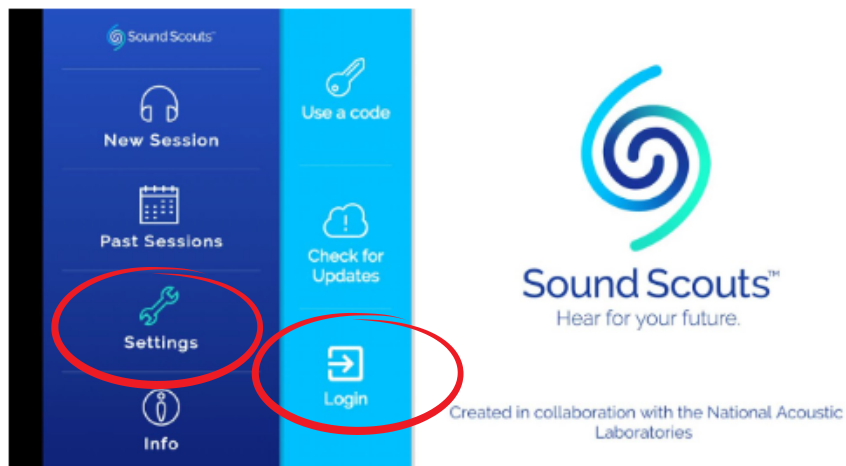 Sound Scouts™
New Session
Past Sessions
Settings
Info
Use a code
Check for
Updates
Login
Sound Scouts™
Hear for your future.
Created in collaboration with the National Acoustic
Laboratories